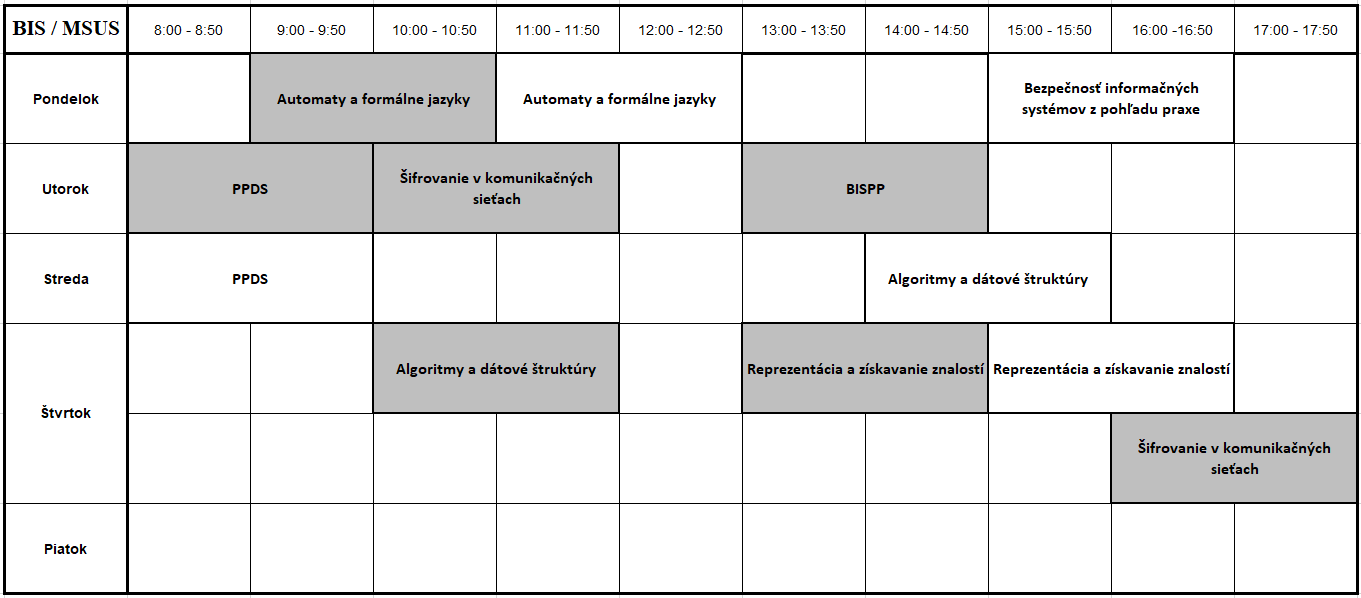 BIS / MSUS 8:00 - 8:50 9:00 - 9:50 10:00 - 10:50 11:00 - 11:50 12:00 - 12:50 13:00 - 13:50 14:00 - 14:50 15:00 - 15:50 16:00 -16:50 17:00 - 17:50
Pondelok
Automaty a formálne jazyky
Automaty a formálne jazyky
Bezpečnosť informačných
systémov z pohľadu praxe
Utorok
PPDS
Šifrovanie v komunikačných
sieťach
BISPP
Streda
PPDS
Algoritmy a dátové štruktúry
Štvrtok
Algoritmy a dátové štruktúry
Reprezentácia a získavanie znalostí
Reprezentácia a získavanie znalostí
Šifrovanie v komunikačných
sieťach
Piatok